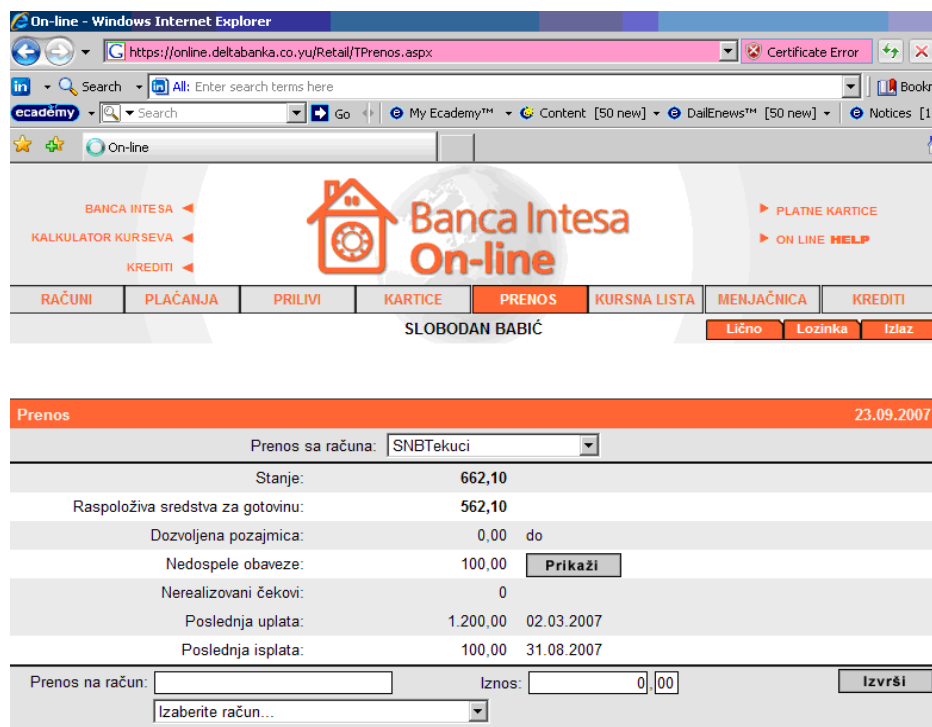 On-line - Windows Internet Explorer
https://online.deltabanka.co.yu/Retail/TPrenos.aspx Certificate Error
in Search All: Enter search terms here
ecademy Search Go My Ecademy™ Content [50 new] DailEnews™ [50 new] Notices
On-line
BANCA INTESA
KALKULATOR KURSEVA
KREDITI
Banca Intesa
On-line
PLATNE KARTICE
ON LINE HELP
RAČUNI PLAĆANJA PRILIVI KARTICE PRENOS KURSNA LISTA MENJAČNICA KREDITI
SLOBODAN BABIĆ Lično Lozinka Izlaz
Prenos 23.09.2007
Prenos sa računa: SNBTekuci
Stanje: 662,10
Raspoloživa sredstva za gotovinu: 562,10
Dozvoljena pozajmica: 0,00 do
Nedospele obaveze: 100,00 Prikaži
Nerealizovani čekovi: 0
Poslednja uplata: 1.200,00 02.03.2007
Poslednja isplata: 100,00 31.08.2007
Prenos na račun: Iznos: 0,00 Izvrši
Izaberite račun...